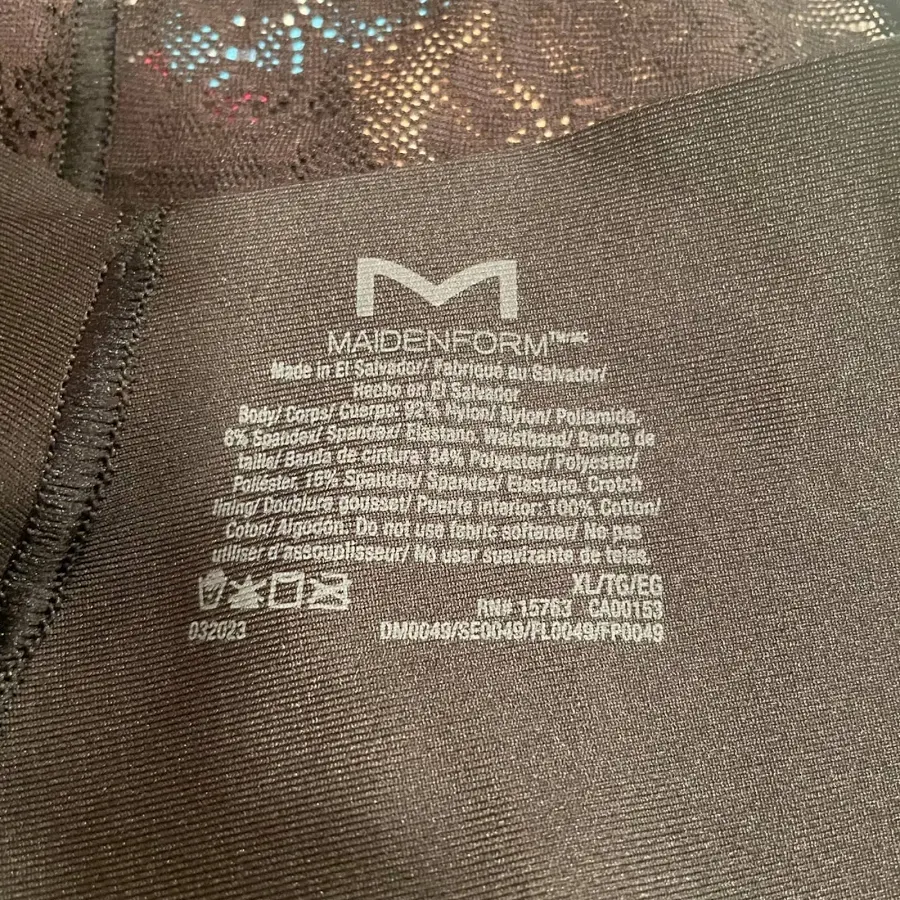 M
MAIDENFORM™/MC
Made in El Salvador/ Fabriqué au Salvador/
Hecho en El Salvador
Body/ Corps/ Cuerpo: 92% Nylon/ Nylon/ Poliamida,
8% Spandex/ Spandex/ Elastano. Waistband/ Bande de
taille/ Banda de cintura: 84% Polyester/ Polyester/
Poliéster, 16% Spandex/ Spandex/ Elastano. Crotch
lining/ Doublure gousset/ Puente interior: 100% Cotton/
Coton/ Algodón. Do not use fabric softener/ No pas
utiliser d'assouplisseur/ No usar suavizante de telas.
XL/TG/EG
RN# 15763 CA00153
032023 DM0049/SE0049/FL0049/FP0049